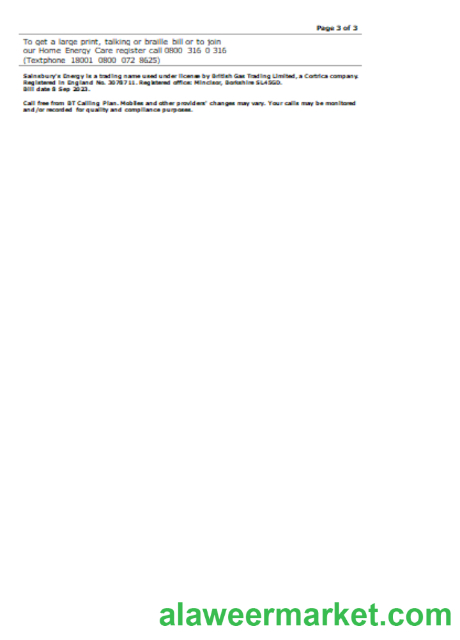 Page 3 of 3
To get a large print, talking or braille bill or to join
our Home Energy Care register call 0800 316 0 316
(Textphone 18001 0800 072 8625)
Sainsbury's Energy is a trading name used under license by British Gas Trading Limited, a Centrica company.
Registered in England No. 3078711. Registered office: Berkshire SL45GD.
Bill date 8 Sep 2023.
Call free from BT Calling Plan. Mobiles and other providers' changes may vary. Your calls may be monitored
and/or recorded for quality and compliance purposes.
alaweermarket.com